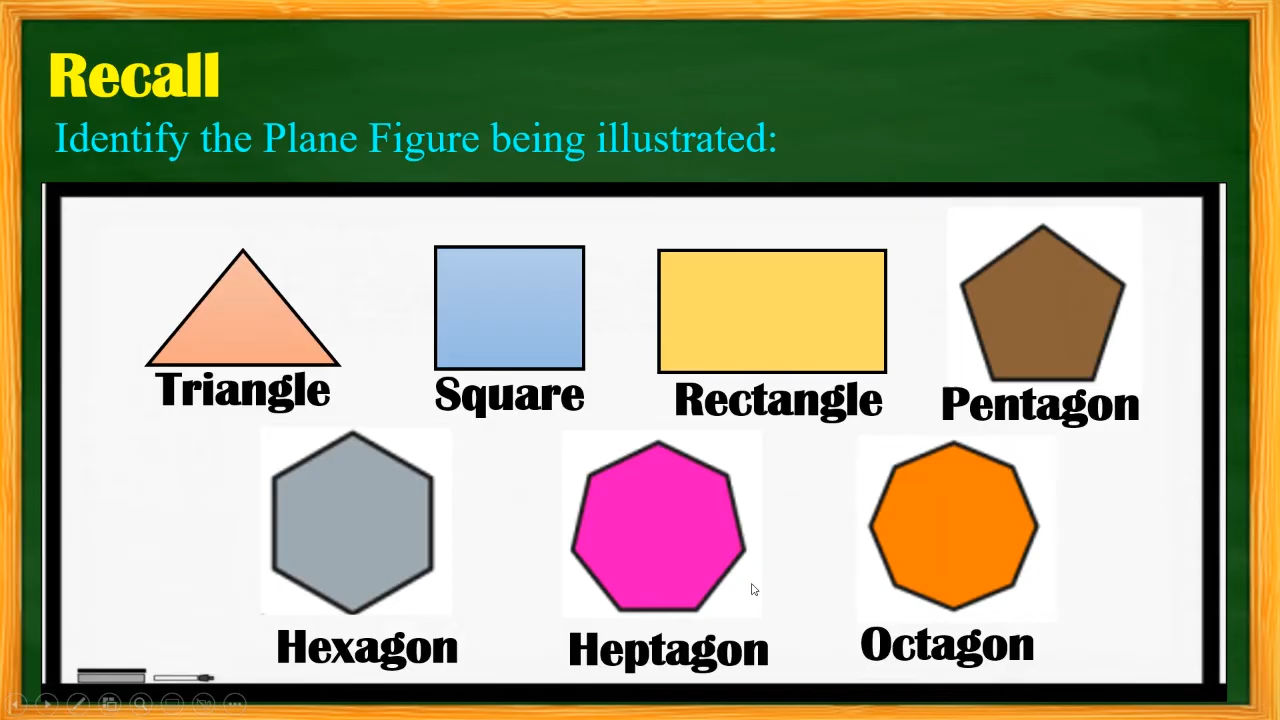 Recall
Identify the Plane Figure being illustrated:
Triangle
Square
Rectangle
Pentagon
Hexagon
Heptagon
Octagon